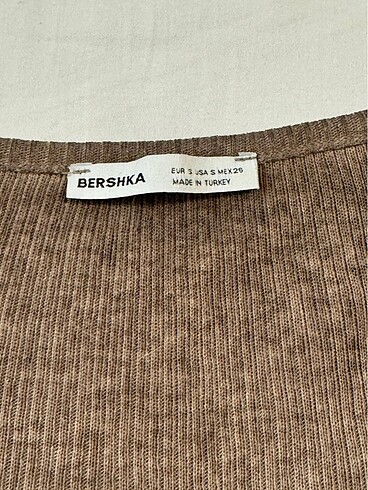 BERSHKA
EUR S USA S MEX 26
MADE IN TURKEY